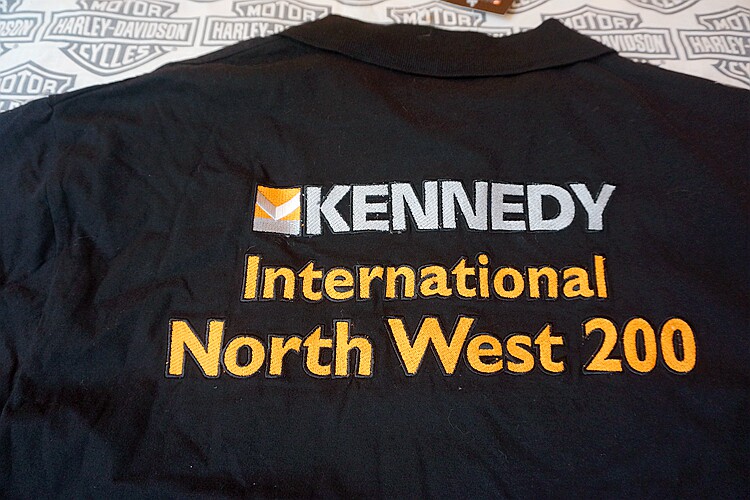 MOTOR
HARLEY-DAVIDSON
CYCLES
KENNEDY
International
North West 200